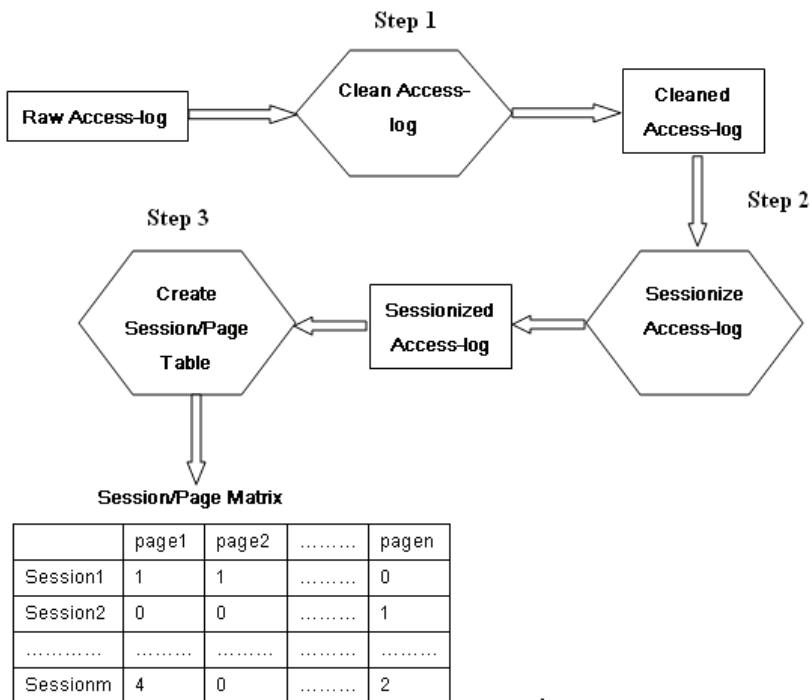 Step 1
Raw Access-log
Clean Access-
log
Cleaned
Access-log
Step 2
Sessionize
Access-log
Sessionized
Access-log
Step 3
Create
Session/Page
Table
Session/Page Matrix
page1 page2 ......... pagen
Session1 1 1 ......... 0
Session2 0 0 ......... 1
............ ......... ......... ......... .........
Sessionm 4 0 ......... 2